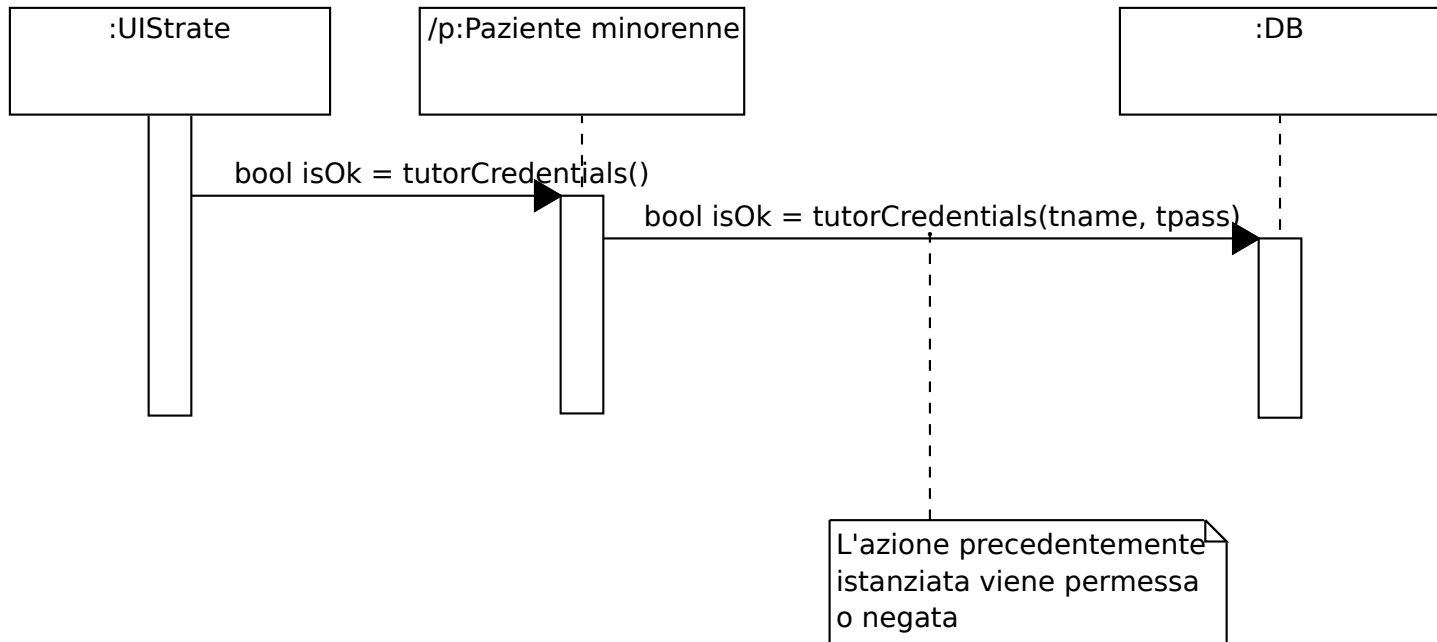 :UIStrate
/p:Paziente minorenne
:DB
bool isOk = tutorCredentials()
bool isOk = tutorCredentials(tname, tpass)
L'azione precedentemente
istanziata viene permessa
o negata